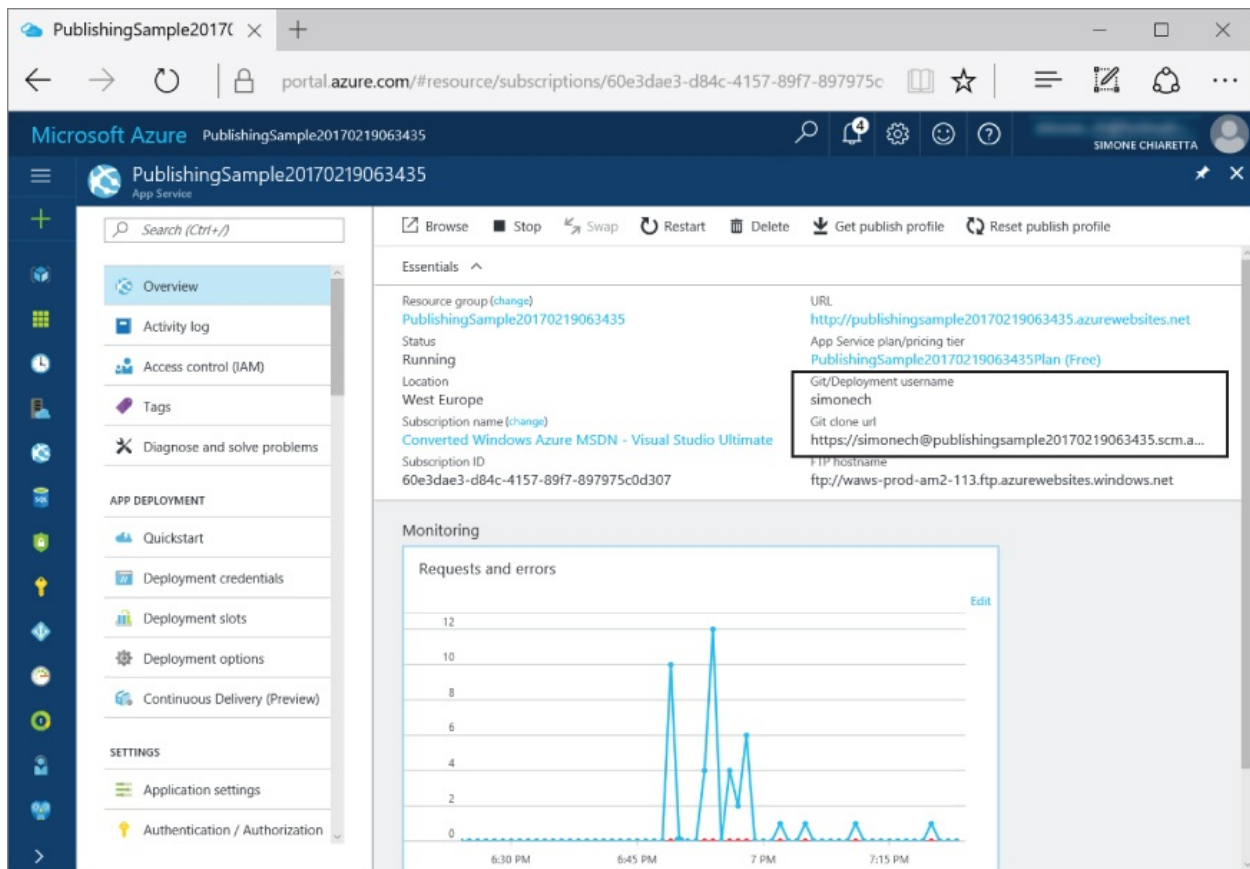 PublishingSample2017(
portal.azure.com/#resource/subscriptions/60e3dae3-d84c-4157-89f7-897975c
Microsoft Azure PublishingSample20170219063435
4
SIMONE CHIARETTA
PublishingSample20170219063435
App Service
Search (Ctrl+/)
Overview
Activity log
Access control (IAM)
Tags
Diagnose and solve problems
APP DEPLOYMENT
Quickstart
Deployment credentials
Deployment slots
Deployment options
Continuous Delivery (Preview)
SETTINGS
Application settings
Authentication / Authorization
Browse Stop Swap Restart Delete Get publish profile Reset publish profile
Essentials
Resource group (change)
PublishingSample20170219063435
Status
Running
Location
West Europe
Subscription name (change)
Converted Windows Azure MSDN - Visual Studio Ultimate
Subscription ID
60e3dae3-d84c-4157-89f7-897975c0d307
URL
http://publishingsample20170219063435.azurewebsites.net
App Service plan/pricing tier
PublishingSample20170219063435Plan (Free)
Git/Deployment username
simonech
Git clone url
https://simonech@publishingsample20170219063435.scm.a...
FTP hostname
ftp://waws-prod-am2-113.ftp.azurewebsites.windows.net
Monitoring
Requests and errors
Edit
12
10
8
6
4
2
0
6:30 PM 6:45 PM 7 PM 7:15 PM